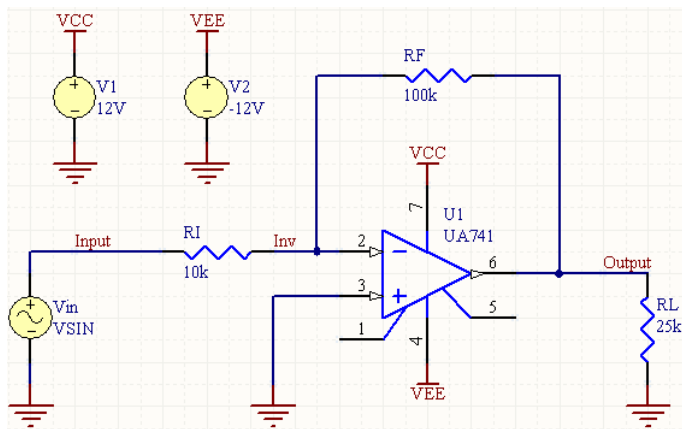 VCC
VEE
V1
12V
V2
-12V
RF
100k
VCC
7
U1
UA741
Input
RI
10k
Inv
2
6
Output
3
Vin
VSIN
1
5
4
RL
25k
VEE